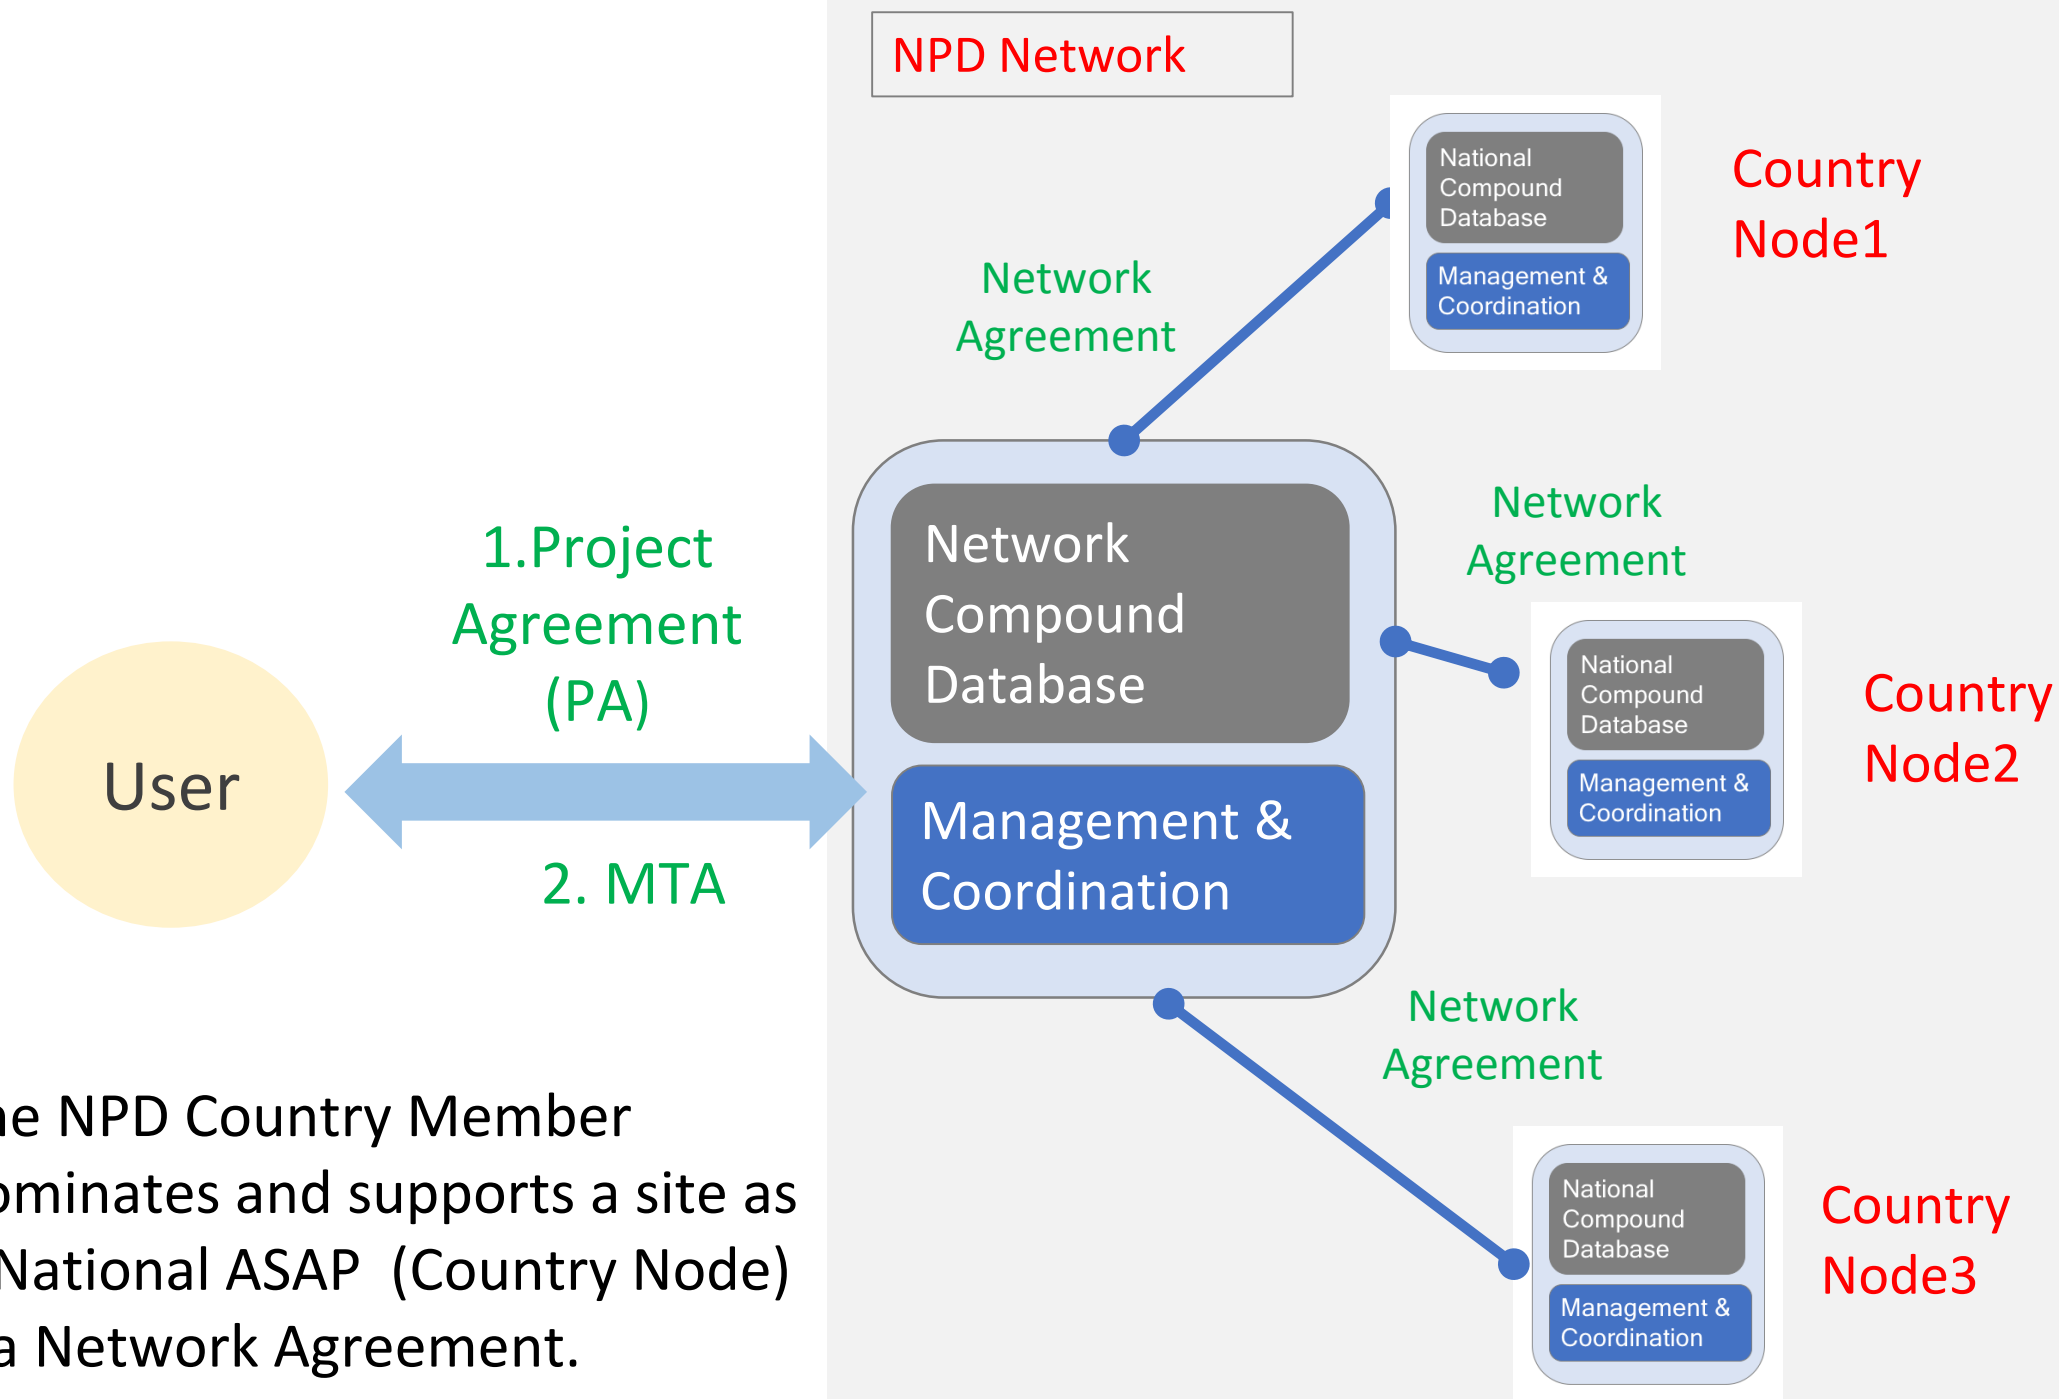 NPD Network
National
Compound
Database
Management &
Coordination
Country
Node1
Network
Agreement
Network
Agreement
1.Project
Agreement
(PA)
Network
Compound
Database
National
Compound
Database
Management &
Coordination
Country
Node2
User
Management &
Coordination
2. MTA
Network
Agreement
NPD Country Member
and supports a site as
National ASAP (Country Node)
a Network Agreement.
National
Compound
Database
Management &
Coordination
Country
Node3